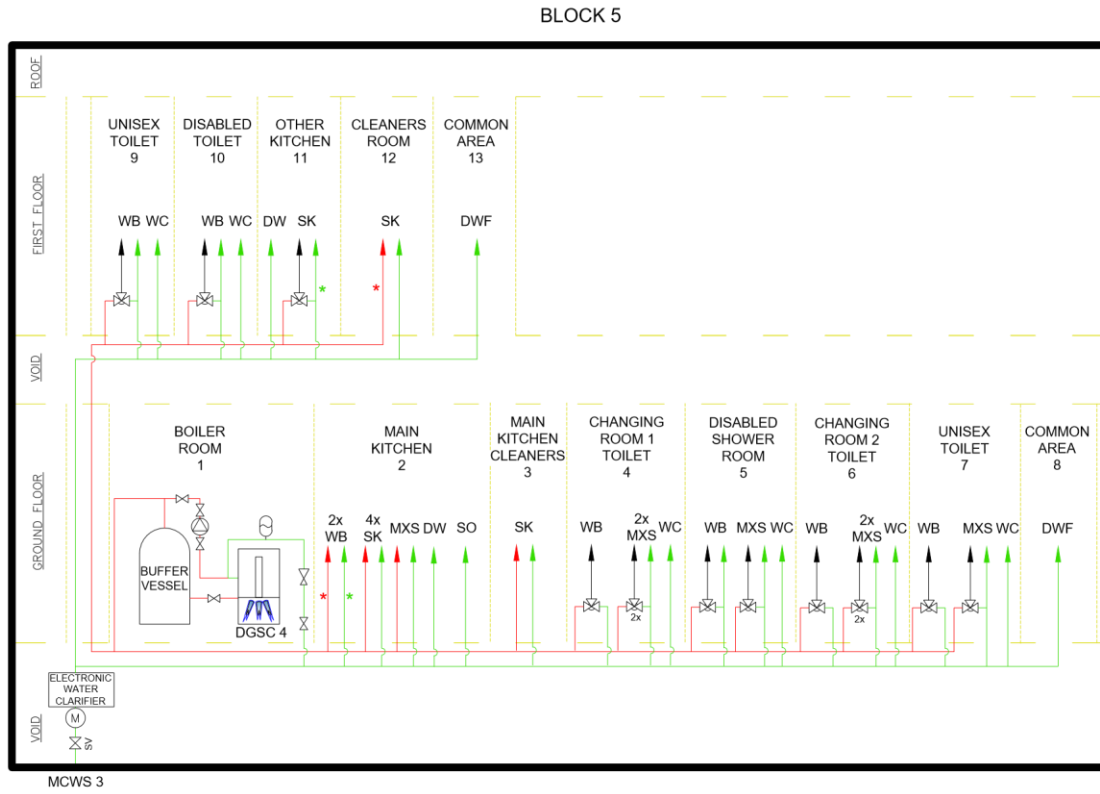 BLOCK 5
ROOF
FIRST FLOOR
VOID
GROUND FLOOR
VOID
UNISEX
TOILET
9
DISABLED
TOILET
10
OTHER
KITCHEN
11
CLEANERS
ROOM
12
COMMON
AREA
13
WB WC
WB WC
DW SK
SK
DWF
*
*
BOILER
ROOM
1
MAIN
KITCHEN
2
MAIN
KITCHEN
CLEANERS
3
CHANGING
ROOM 1
TOILET
4
DISABLED
SHOWER
ROOM
5
CHANGING
ROOM 2
TOILET
6
UNISEX
TOILET
7
COMMON
AREA
8
BUFFER
VESSEL
DGSC 4
2x
WB
4x
SK
MXS DW
SO
*
*
SK
WB
2x
MXS
WC
2x
WB
MXS WC
WB
2x
MXS
WC
2x
WB
MXS WC
DWF
ELECTRONIC
WATER
CLARIFIER
M
SV
MCWS 3